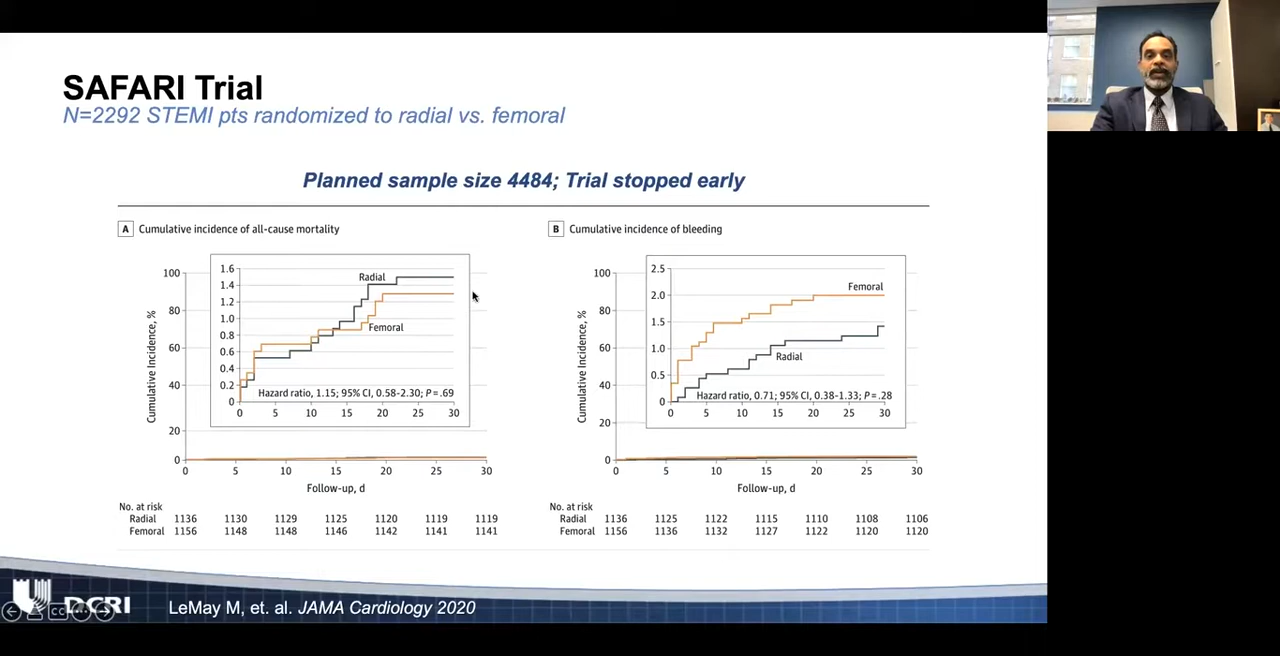 SAFARI Trial
N=2292 STEMI pts randomized to radial vs. femoral
Planned sample size 4484; Trial stopped early
A Cumulative incidence of all-cause mortality
Cumulative Incidence, %
100
80
60
40
20
0
0 5 10 15 20 25 30
Follow-up, d
1.6
1.4
1.2
1.0
0.8
0.6
0.4
0.2
0
Radial
Femoral
Hazard ratio, 1.15; 95% CI, 0.58-2.30; P = .69
0 5 10 15 20 25 30
No. at risk
Radial 1136 1130 1129 1125 1120 1119 1119
Femoral 1156 1148 1148 1146 1142 1141 1141
B Cumulative incidence of bleeding
Cumulative Incidence, %
100
80
60
40
20
0
0 5 10 15 20 25 30
Follow-up, d
2.5
2.0
1.5
1.0
0.5
0
Femoral
Radial
Hazard ratio, 0.71; 95% CI, 0.38-1.33; P = .28
0 5 10 15 20 25 30
No. at risk
Radial 1136 1125 1122 1115 1110 1108 1106
Femoral 1156 1136 1132 1127 1122 1120 1120
DCRI
CC
LeMay M, et. al. JAMA Cardiology 2020